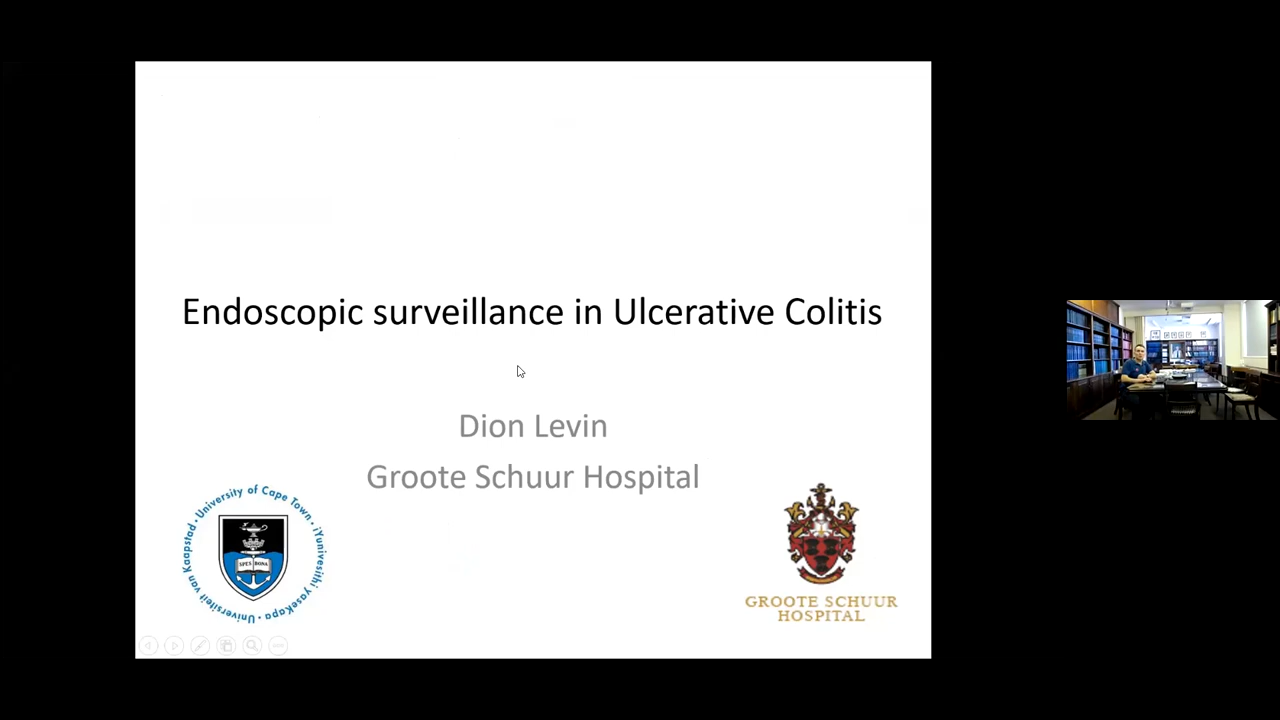 Endoscopic surveillance in Ulcerative Colitis
Dion Levin
Groote Schuur Hospital
University of Cape Town · iYunivesithi yaseKapa · Universiteit van Kaapstad ·
SPES BONA
GROOTE SCHUUR
HOSPITAL